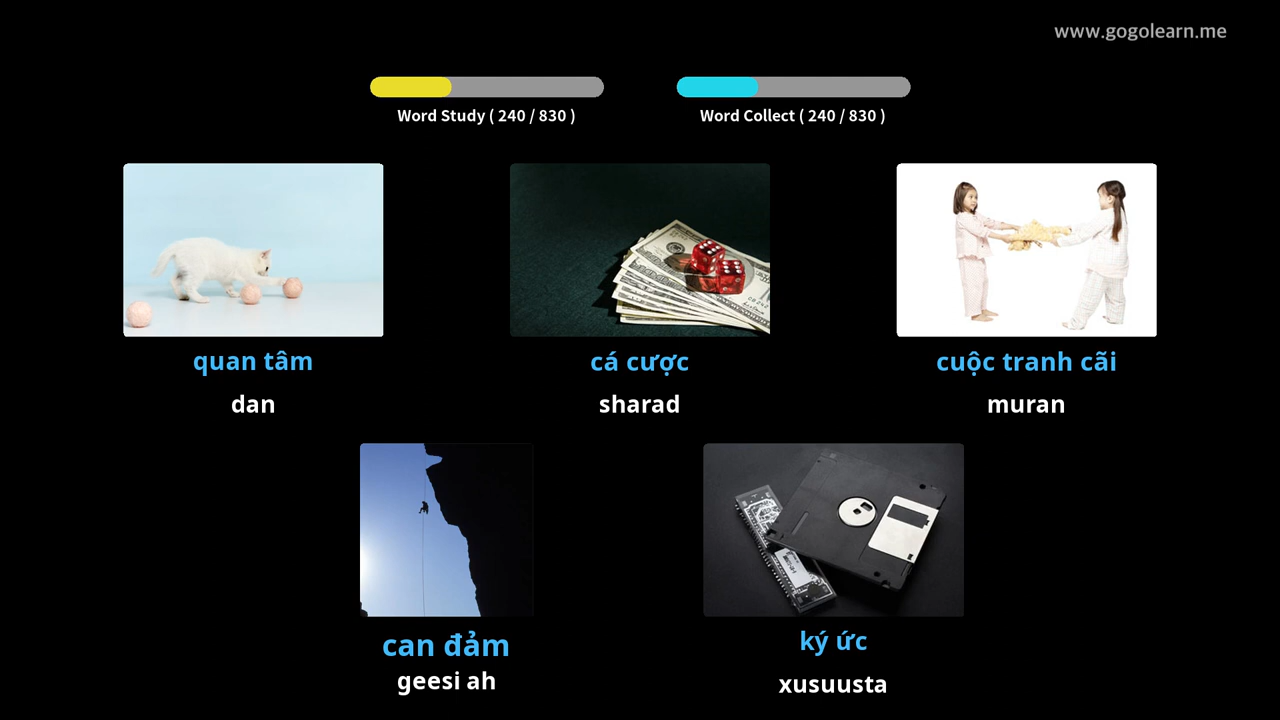 www.gogolearn.me
Word Study ( 240 / 830 )
Word Collect ( 240 / 830 )
quan tâm
cá cược
cuộc tranh cãi
dan
sharad
muran
can đảm
ký ức
geesi ah
xusuusta